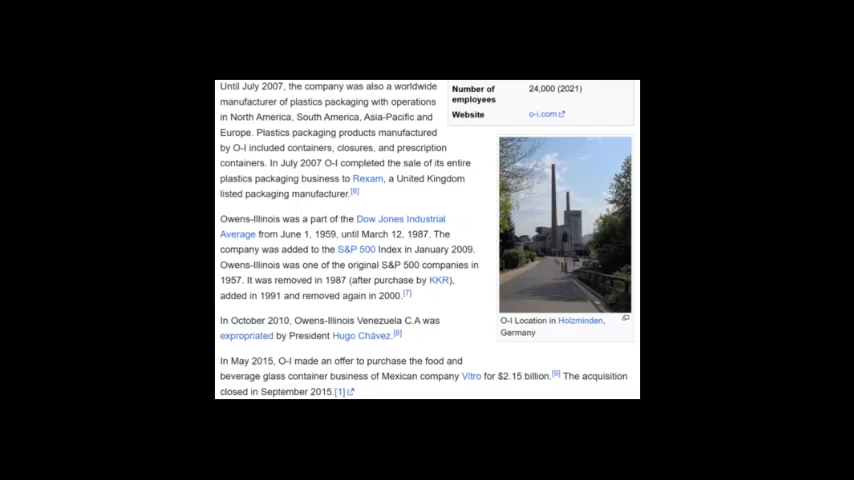 Until July 2007, the company was also a worldwide
manufacturer of plastics packaging with operations
in North America, South America, Asia-Pacific and
Europe. Plastics packaging products manufactured
by O-I included containers, closures, and prescription
containers. In July 2007 O-I completed the sale of its entire
plastics packaging business to Rexam, a United Kingdom
listed packaging manufacturer.[6]
Owens-Illinois was a part of the Dow Jones Industrial
Average from June 1, 1959, until March 12, 1987. The
company was added to the S&P 500 Index in January 2009.
Owens-Illinois was one of the original S&P 500 companies in
1957. It was removed in 1987 (after purchase by KKR),
added in 1991 and removed again in 2000.[7]
In October 2010, Owens-Illinois Venezuela C.A was
expropriated by President Hugo Chávez.[8]
In May 2015, O-I made an offer to purchase the food and
beverage glass container business of Mexican company Vitro for $2.15 billion.[9] The acquisition
closed in September 2015.[1]
Number of
employees
24,000 (2021)
Website
o-i.com
O-I Location in Holzminden,
Germany